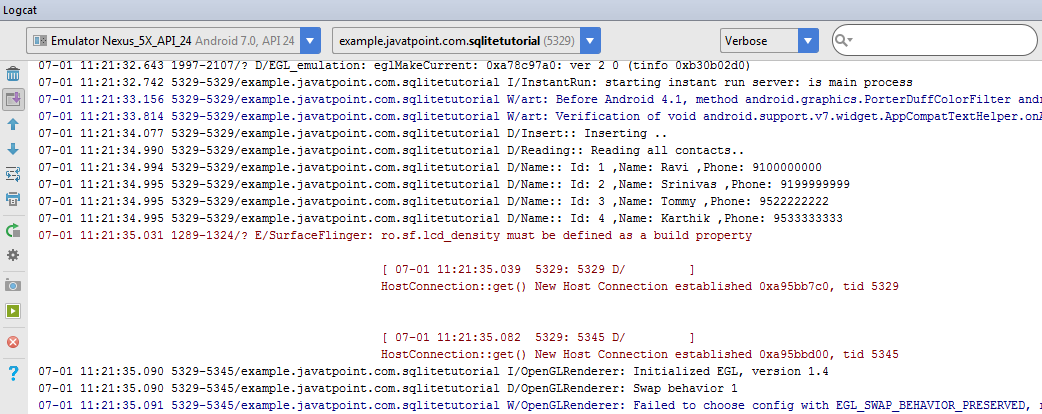 Logcat
Emulator Nexus_5X_API_24 Android 7.0, API 24
example.javatpoint.com.sqlitetutorial (5329)
Verbose
07-01 11:21:32.643 1997-2107/? D/EGL_emulation: eglMakeCurrent: 0xa78c97a0: ver 2 0 (tinfo 0xb30b02d0)
07-01 11:21:32.742 5329-5329/example.javatpoint.com.sqlitetutorial I/InstantRun: starting instant run server: is main process
07-01 11:21:33.156 5329-5329/example.javatpoint.com.sqlitetutorial W/art: Before Android 4.1, method android.graphics.PorterDuffColorFilter andr
07-01 11:21:33.814 5329-5329/example.javatpoint.com.sqlitetutorial W/art: Verification of void android.support.v7.widget.AppCompatTextHelper.onA
07-01 11:21:34.077 5329-5329/example.javatpoint.com.sqlitetutorial D/Insert:: Inserting ..
07-01 11:21:34.990 5329-5329/example.javatpoint.com.sqlitetutorial D/Reading:: Reading all contacts..
07-01 11:21:34.994 5329-5329/example.javatpoint.com.sqlitetutorial D/Name:: Id: 1 ,Name: Ravi ,Phone: 9100000000
07-01 11:21:34.995 5329-5329/example.javatpoint.com.sqlitetutorial D/Name:: Id: 2 ,Name: Srinivas ,Phone: 9199999999
07-01 11:21:34.995 5329-5329/example.javatpoint.com.sqlitetutorial D/Name:: Id: 3 ,Name: Tommy ,Phone: 9522222222
07-01 11:21:34.995 5329-5329/example.javatpoint.com.sqlitetutorial D/Name:: Id: 4 ,Name: Karthik ,Phone: 9533333333
07-01 11:21:35.031 1289-1324/? E/SurfaceFlinger: ro.sf.lcd_density must be defined as a build property
[ 07-01 11:21:35.039 5329: 5329 D/ ]
HostConnection::get() New Host Connection established 0xa95bb7c0, tid 5329
[ 07-01 11:21:35.082 5329: 5345 D/ ]
HostConnection::get() New Host Connection established 0xa95bbd00, tid 5345
07-01 11:21:35.090 5329-5345/example.javatpoint.com.sqlitetutorial I/OpenGLRenderer: Initialized EGL, version 1.4
07-01 11:21:35.090 5329-5345/example.javatpoint.com.sqlitetutorial D/OpenGLRenderer: Swap behavior 1
07-01 11:21:35.091 5329-5345/example.javatpoint.com.sqlitetutorial W/OpenGLRenderer: Failed to choose config with EGL_SWAP_BEHAVIOR_PRESERVED,